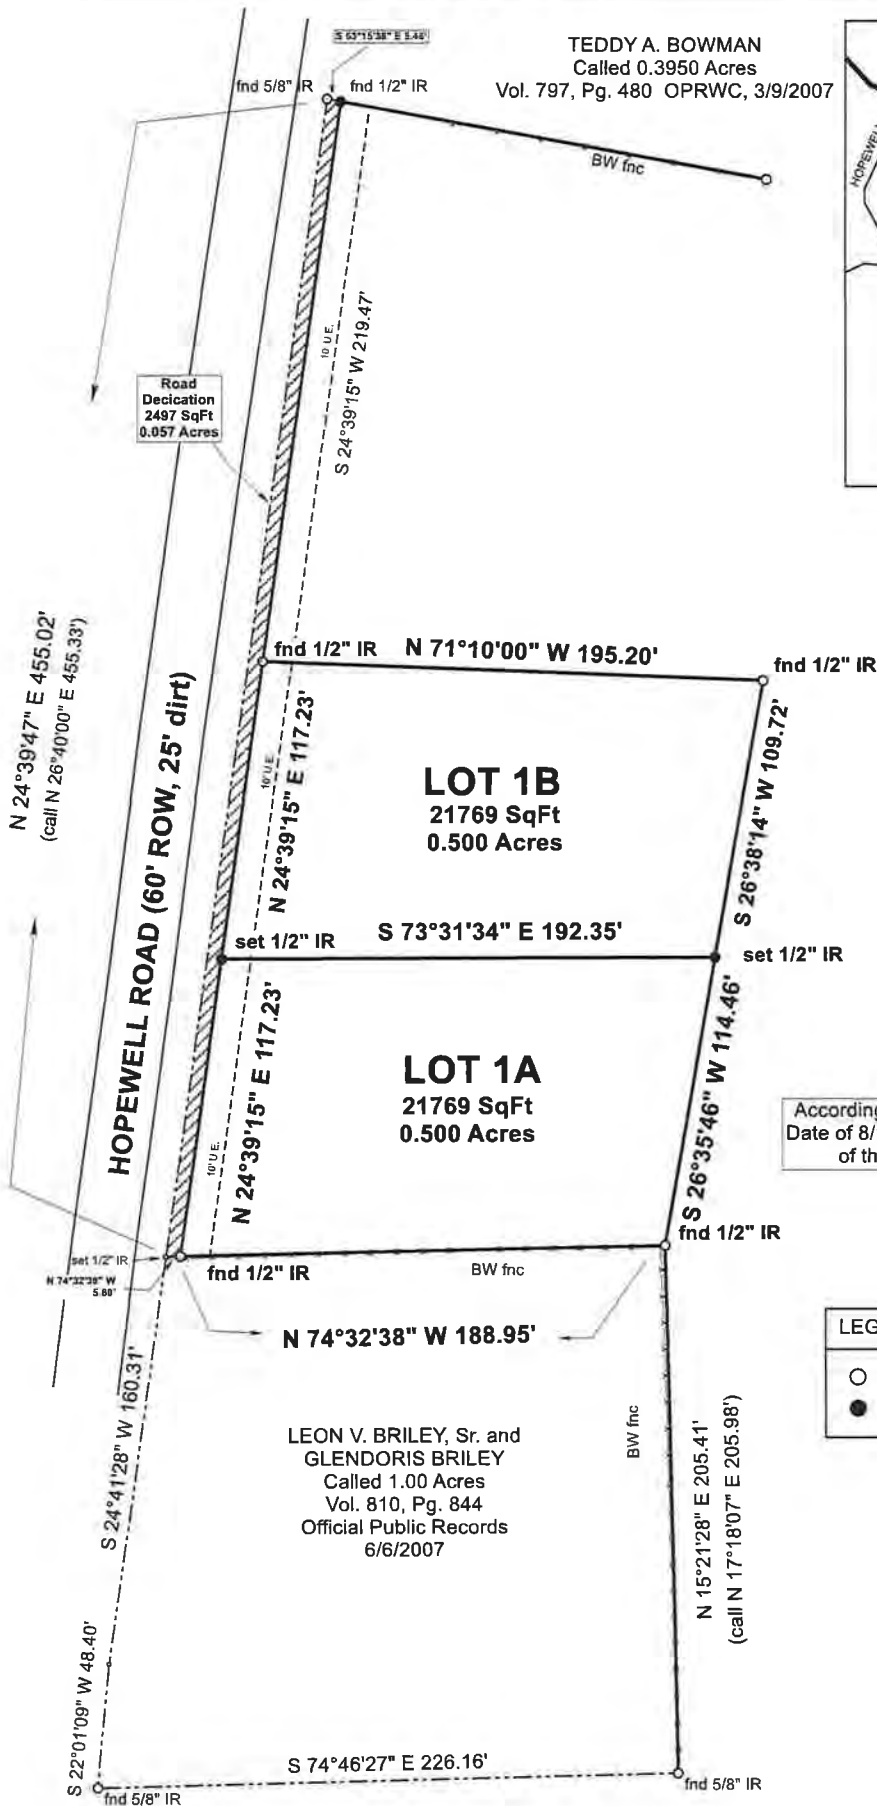 S 63°15'38" E 5.46'
TEDDY A. BOWMAN
Called 0.3950 Acres
Vol. 797, Pg. 480 OPRWC, 3/9/2007
fnd 5/8" IR
fnd 1/2" IR
BW fnc
HOPEWELL
10' U.E.
S 24°39'15" W 219.47'
Road
Decication
2497 SqFt
0.057 Acres
N 24°39'47" E 455.02'
(call N 26°40'00" E 455.33')
HOPEWELL ROAD (60' ROW, 25' dirt)
fnd 1/2" IR
N 71°10'00" W 195.20'
fnd 1/2" IR
10' U.E.
N 24°39'15" E 117.23'
LOT 1B
21769 SqFt
0.500 Acres
S 26°38'14" W 109.72'
set 1/2" IR
S 73°31'34" E 192.35'
set 1/2" IR
10' U.E.
N 24°39'15" E 117.23'
LOT 1A
21769 SqFt
0.500 Acres
S 26°35'46" W 114.46'
According
Date of 8/
of th
set 1/2" IR
N 74°32'38" W
5.80'
fnd 1/2" IR
BW fnc
fnd 1/2" IR
N 74°32'38" W 188.95'
LEG
S 24°41'28" W 160.31'
LEON V. BRILEY, Sr. and
GLENDORIS BRILEY
Called 1.00 Acres
Vol. 810, Pg. 844
Official Public Records
6/6/2007
BW fnc
N 15°21'28" E 205.41'
(call N 17°18'07" E 205.98')
S 22°01'09" W 48.40'
S 74°46'27" E 226.16'
fnd 5/8" IR
fnd 5/8" IR